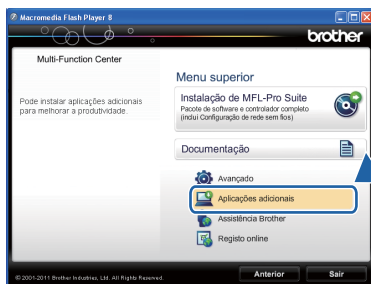 Macromedia Flash Player 8
brother
Multi-Function Center
Pode instalar aplicações adicionais
para melhorar a produtividade.
Menu superior
Instalação de MFL-Pro Suite
Pacote de software e controlador completo
(indui Configuração de rede sem fios)
Documentação
Avançado
Aplicações adicionais
Assistência Brother
Registo online
© 2001-2011 Brother Industries, Ltd. All Rights Reserved.
Anterior
Sair